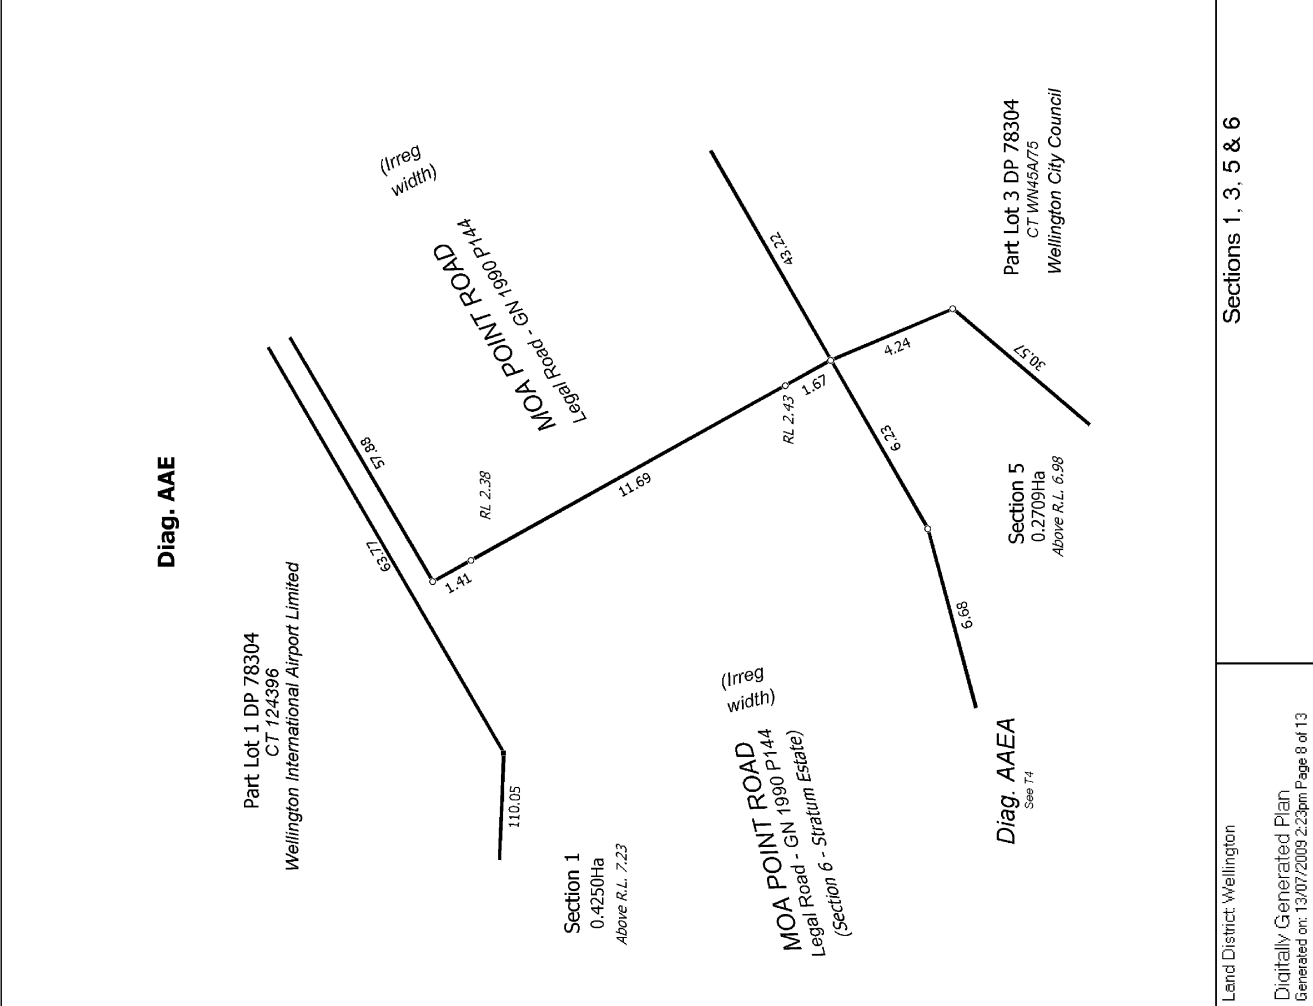 Diag. AAE
Part Lot 1 DP 78304
CT 124396
Wellington International Airport Limited
(Irreg
width)
MOA POINT ROAD
Legal Road - GN 1990 P144
57.88
63.77
RL 2.38
1.41
11.69
110.05
43.22
RL 2.43
1.67
4.24
6.23
30.57
6.68
Part Lot 3 DP 78304
CT WN45A/75
Wellington City Council
Section 5
0.2709Ha
Above R.L. 6.98
Section 1
0.4250Ha
Above R.L. 7.23
(Irreg
width)
MOA POINT ROAD
Legal Road - GN 1990 P144
(Section 6 - Stratum Estate)
Diag. AAEA
See T4
Sections 1, 3, 5 & 6
Land District: Wellington
Digitally Generated Plan
Generated on: 13/07/2009 2:23pm Page 8 of 13